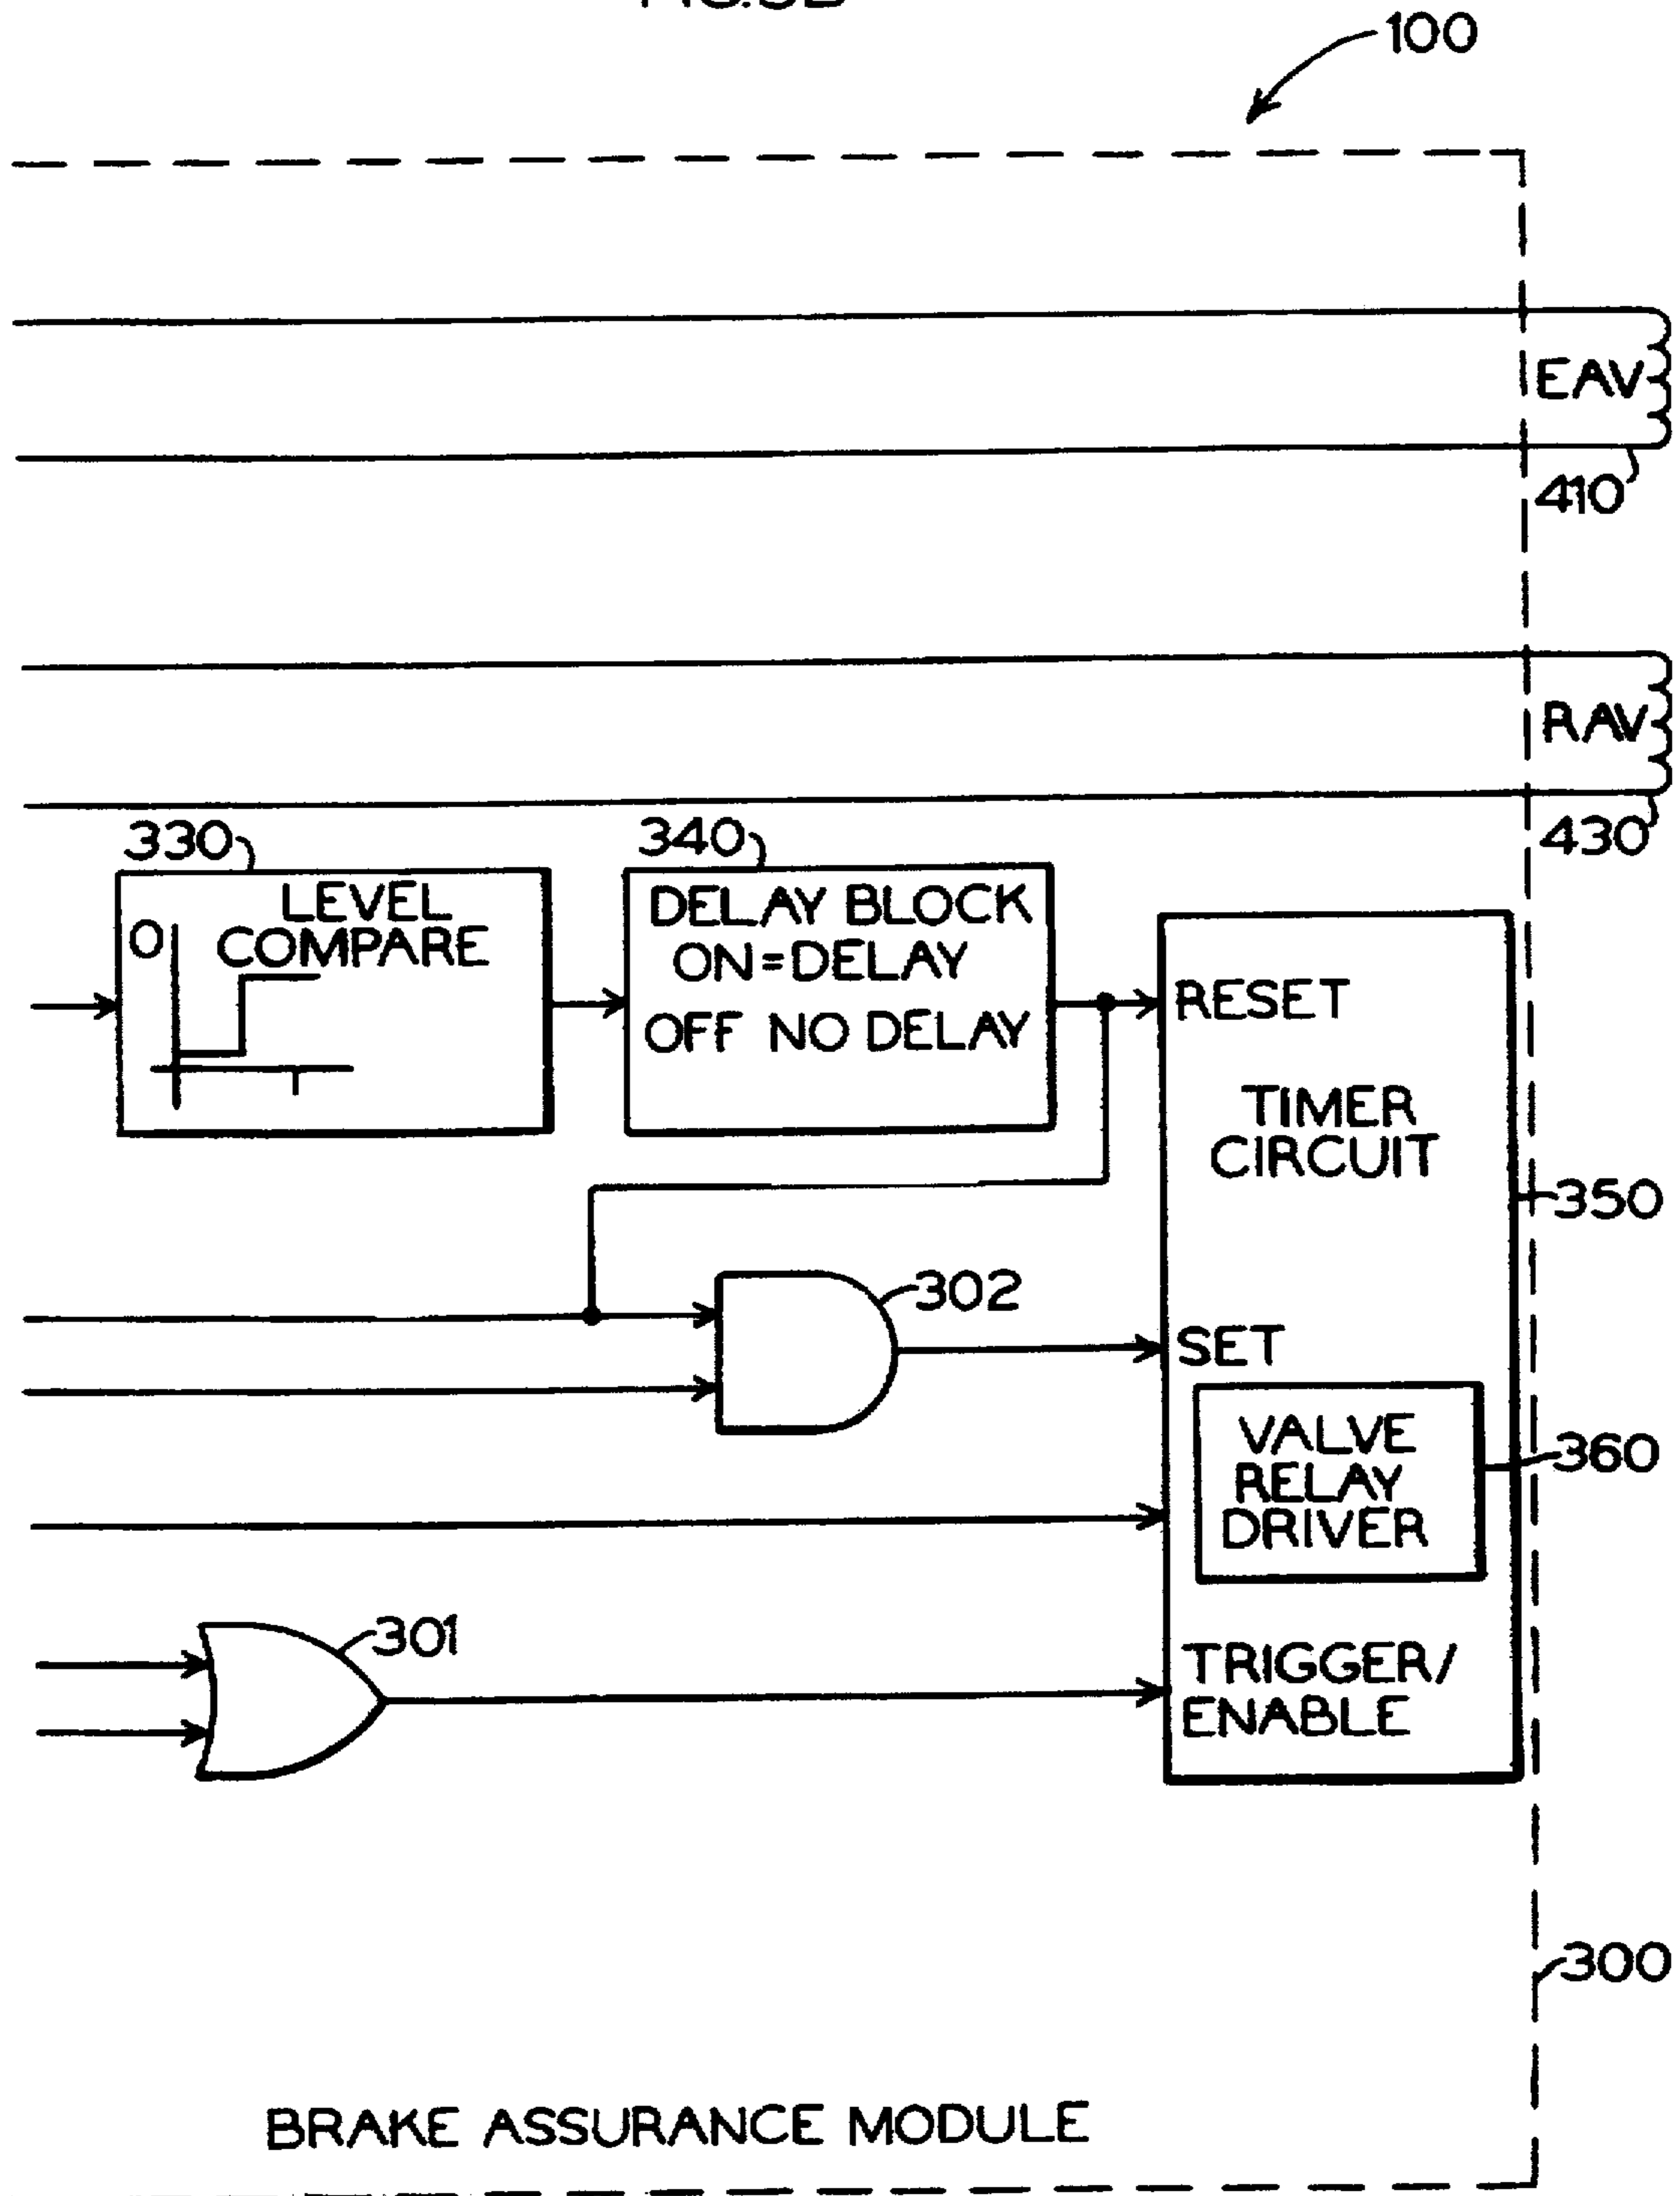 100
EAV
410
RAV
430
330
LEVEL
COMPARE
O
340
DELAY BLOCK
ON=DELAY
OFF NO DELAY
RESET
TIMER
CIRCUIT
350
302
SET
VALVE
RELAY
DRIVER
360
301
TRIGGER/
ENABLE
300
BRAKE ASSURANCE MODULE